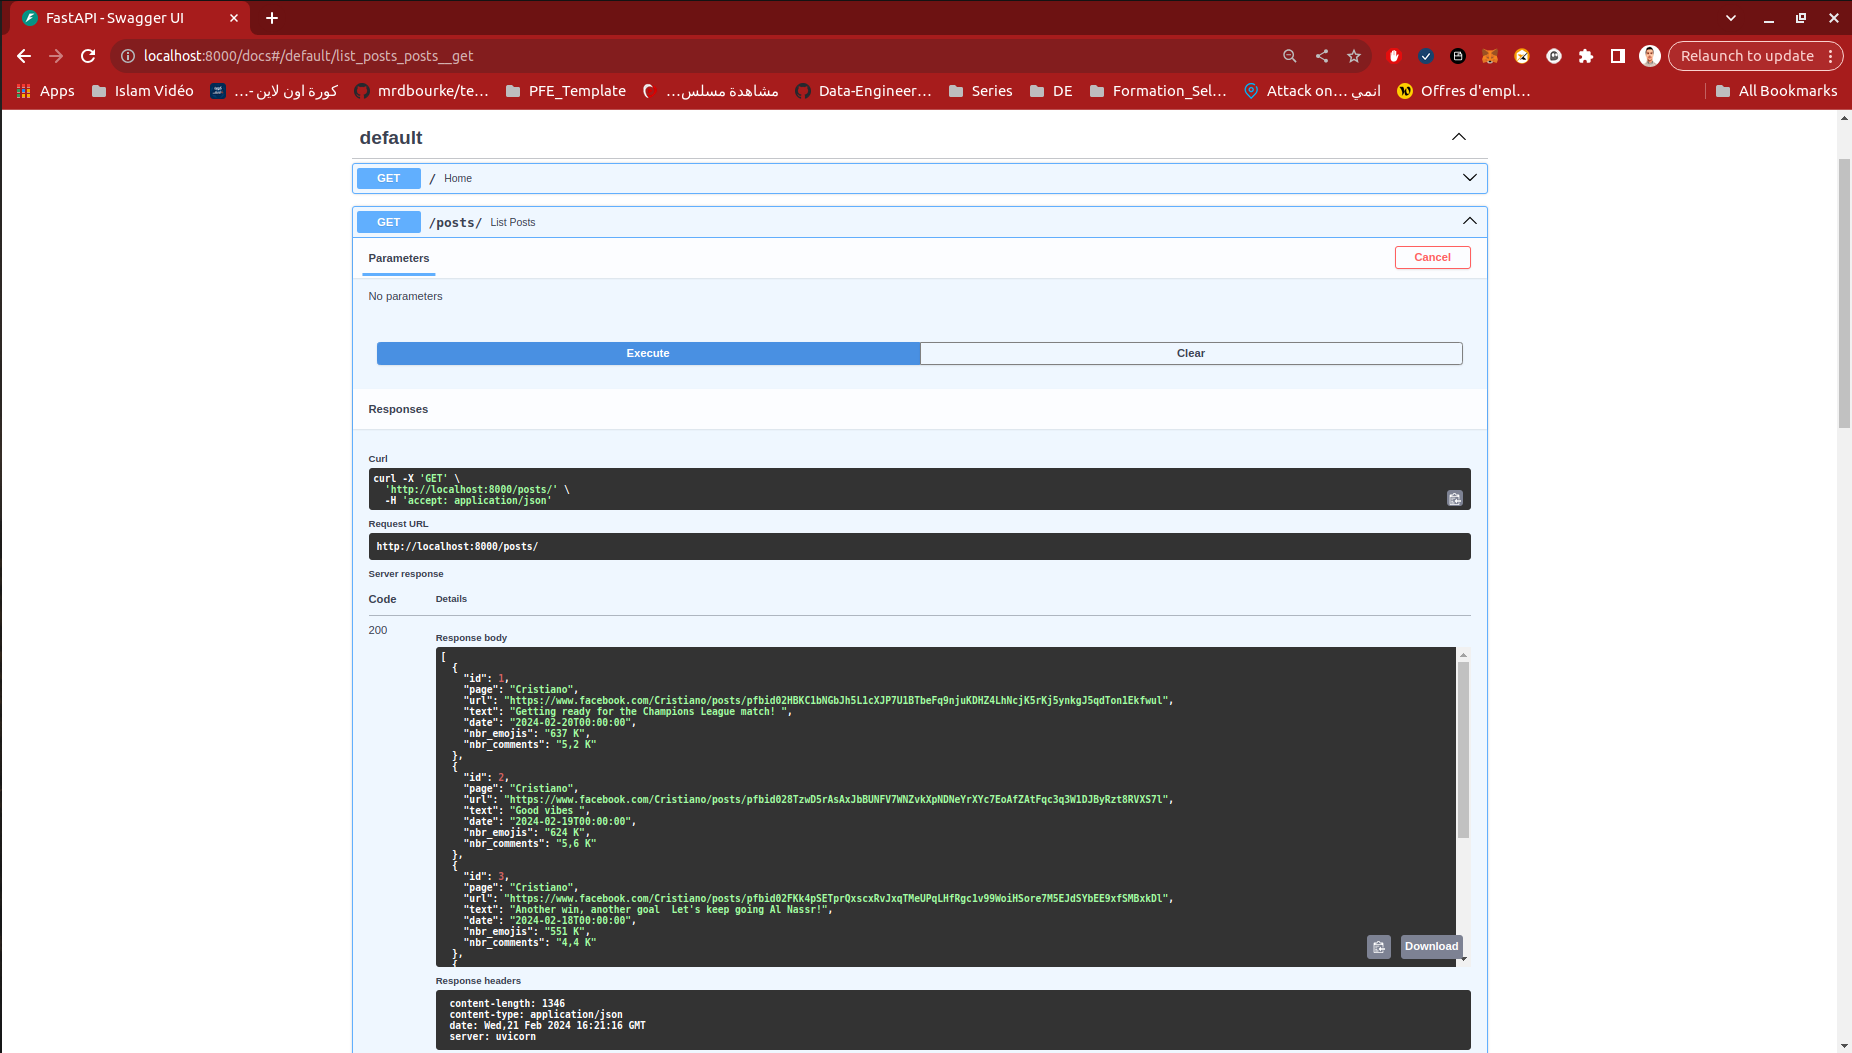 FastAPI - Swagger UI
localhost:8000/docs#/default/list_posts_posts__get
Relaunch to update
Apps
Islam Vidéo
كورة اون لاين -…
mrdbourke/te…
PFE_Template
مشاهدة مسلس…
Data-Engineer…
Series
DE
Formation_Sel…
Attack on… انمي
Offres d'empl…
All Bookmarks
default
GET / Home
GET /posts/ List Posts
Parameters
Cancel
No parameters
Execute
Clear
Responses
Curl
curl -X 'GET' \
'http://localhost:8000/posts/' \
-H 'accept: application/json'
Request URL
http://localhost:8000/posts/
Server response
Code Details
200
Response body
[
{
"id": 1,
"page": "Cristiano",
"url": "https://www.facebook.com/Cristiano/posts/pfbid02HBKC1bNGbJh5L1cXJP7U1BTbeFq9njuKDHZ4LhNcjK5rKj5ynkgJ5qdTon1Ekfwul",
"text": "Getting ready for the Champions League match! ",
"date": "2024-02-20T00:00:00",
"nbr_emojis": "637 K",
"nbr_comments": "5,2 K"
},
{
"id": 2,
"page": "Cristiano",
"url": "https://www.facebook.com/Cristiano/posts/pfbid028TzwD5rAsAxJbBUNFV7WNZvkXpNDNeYrXYc7EoAfZAtFqc3q3W1DJByRzt8RVXS7l",
"text": "Good vibes ",
"date": "2024-02-19T00:00:00",
"nbr_emojis": "624 K",
"nbr_comments": "5,6 K"
},
{
"id": 3,
"page": "Cristiano",
"url": "https://www.facebook.com/Cristiano/posts/pfbid02FKk4pSETprQxscxRvJxqTMeUPqLHfRgc1v99WoiHSore7M5EJdSYbEE9xfSMBxkDl",
"text": "Another win, another goal  Let's keep going Al Nassr!",
"date": "2024-02-18T00:00:00",
"nbr_emojis": "551 K",
"nbr_comments": "4,4 K"
},
{
Download
Response headers
content-length: 1346
content-type: application/json
date: Wed,21 Feb 2024 16:21:16 GMT
server: uvicorn